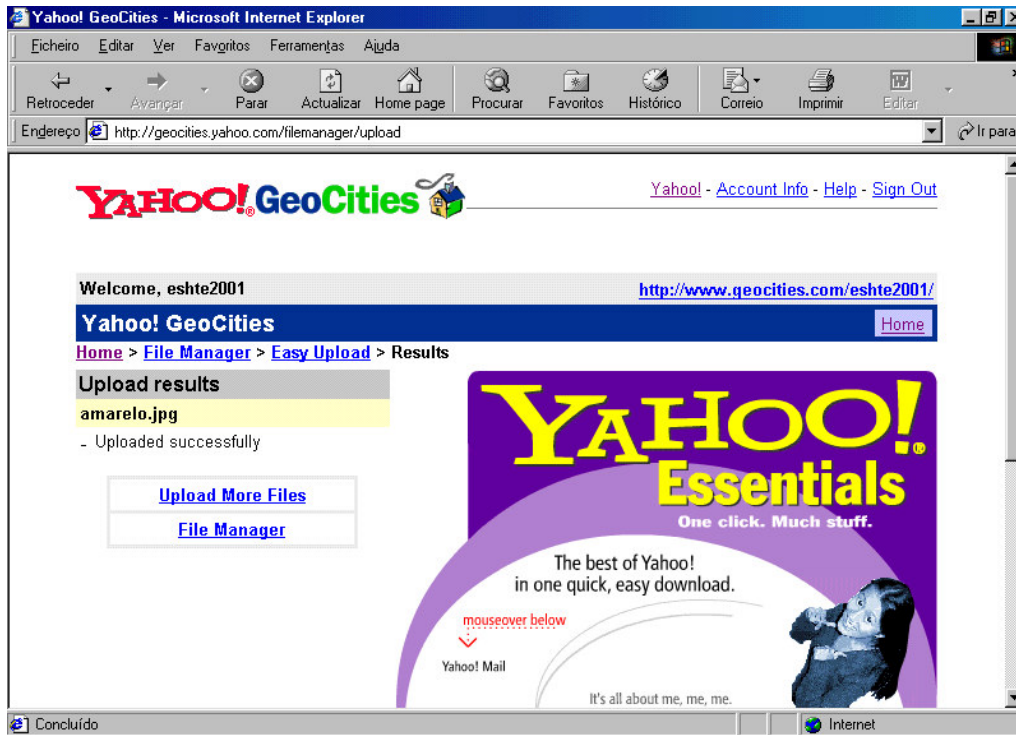 Yahoo! GeoCities - Microsoft Internet Explorer
Ficheiro Editar Ver Favoritos Ferramentas Ajuda
Retroceder Avançar Parar Actualizar Home page Procurar Favoritos Histórico Correio Imprimir Editar
Endereço http://geocities.yahoo.com/filemanager/upload Ir para
YAHOO!® GeoCities
Yahoo! - Account Info - Help - Sign Out
Welcome, eshte2001 http://www.geocities.com/eshte2001/
Yahoo! GeoCities Home
Home > File Manager > Easy Upload > Results
Upload results
amarelo.jpg
- Uploaded successfully
Upload More Files
File Manager
YAHOO!®
Essentials
One click. Much stuff.
The best of Yahoo!
in one quick, easy download.
mouseover below
Yahoo! Mail
It's all about me, me, me.
Concluído Internet